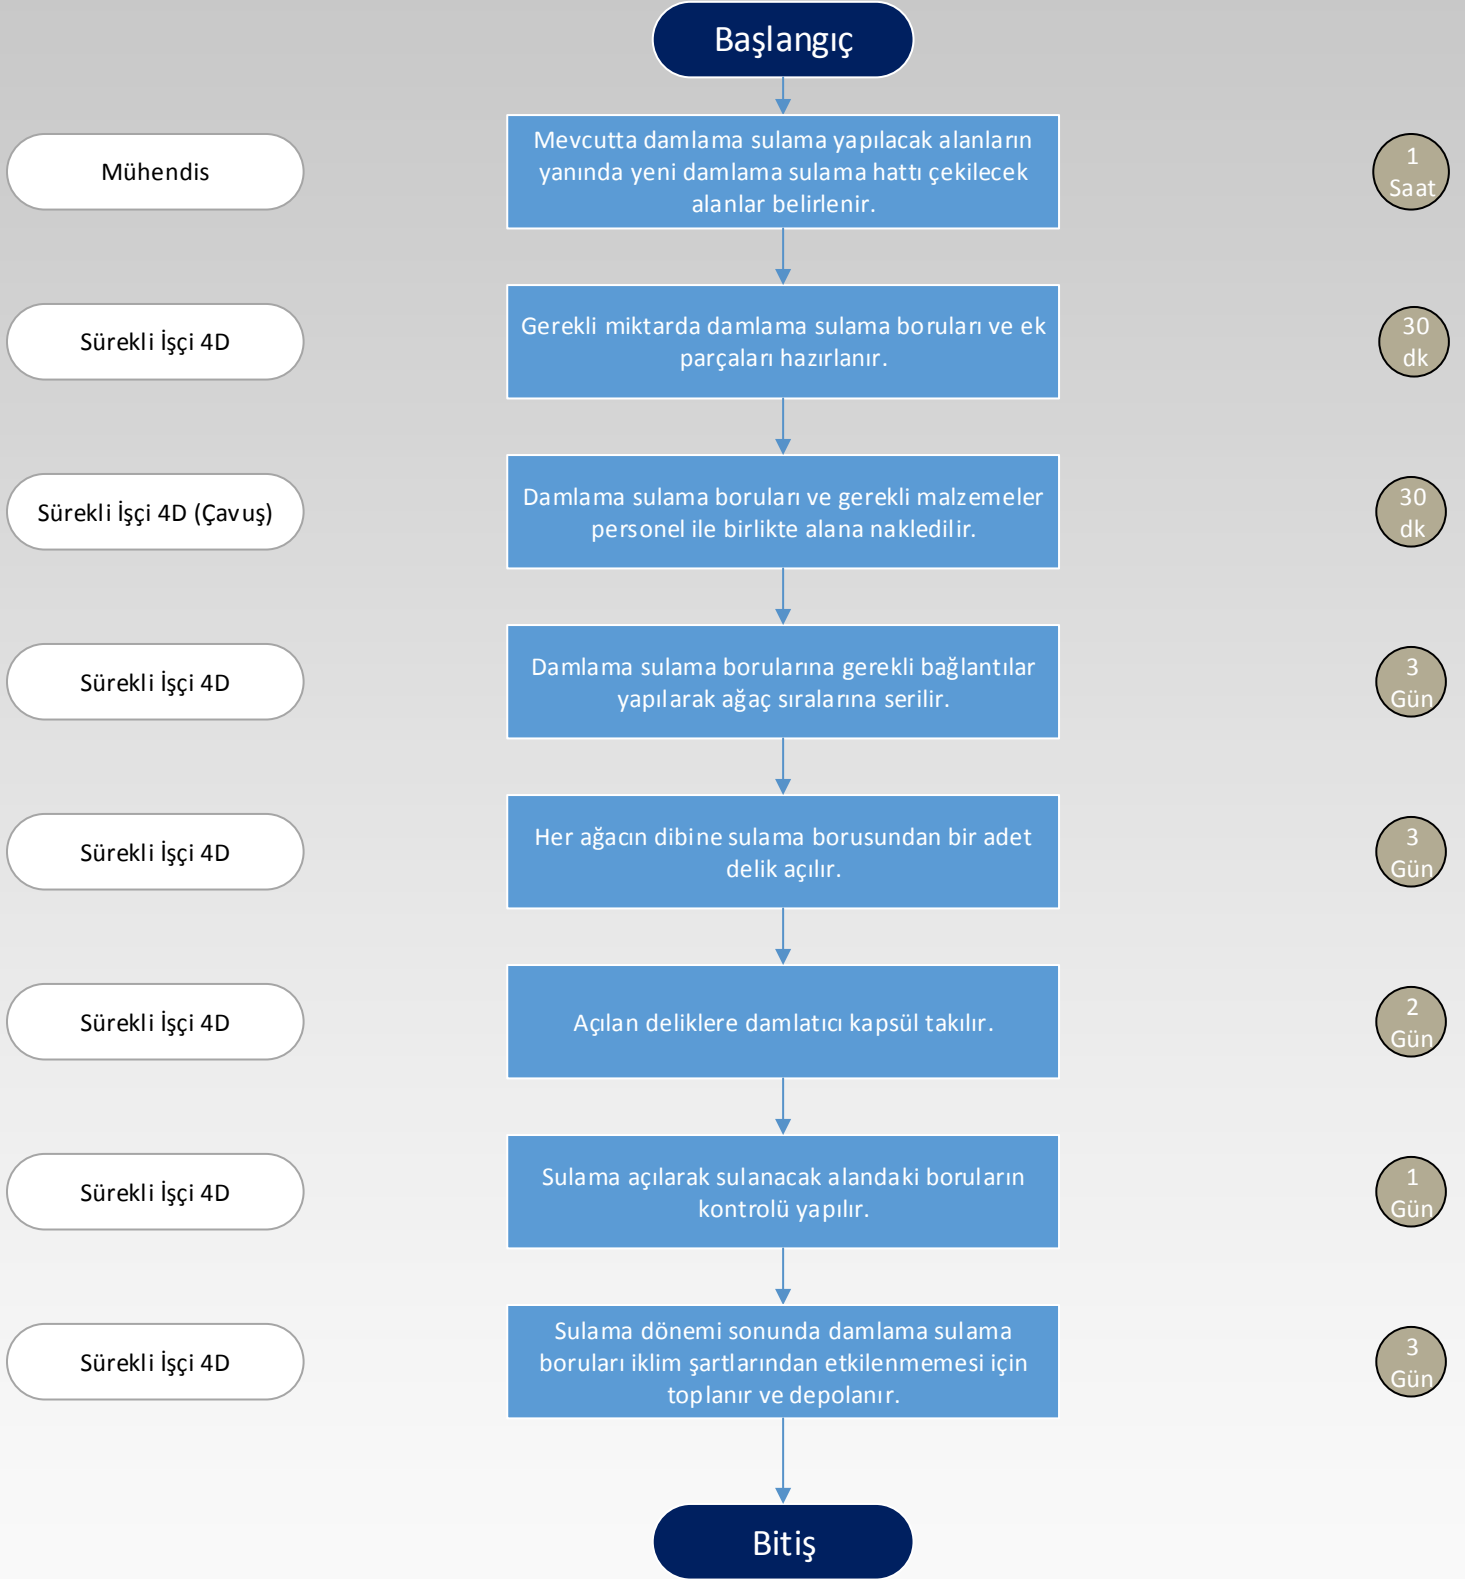 Başlangıç
Mühendis
Mevcutta damlama sulama yapılacak alanların
yanında yeni damlama sulama hattı çekilecek
alanlar belirlenir.
1
Saat
Sürekli İşçi 4D
Gerekli miktarda damlama sulama boruları ve ek
parçaları hazırlanır.
30
dk
Sürekli İşçi 4D (Çavuş)
Damlama sulama boruları ve gerekli malzemeler
personel ile birlikte alana nakledilir.
30
dk
Sürekli İşçi 4D
Damlama sulama borularına gerekli bağlantılar
yapılarak ağaç sıralarına serilir.
3
Gün
Sürekli İşçi 4D
Her ağacın dibine sulama borusundan bir adet
delik açılır.
3
Gün
Sürekli İşçi 4D
Açılan deliklere damlatıcı kapsül takılır.
2
Gün
Sürekli İşçi 4D
Sulama açılarak sulanacak alandaki boruların
kontrolü yapılır.
1
Gün
Sürekli İşçi 4D
Sulama dönemi sonunda damlama sulama
boruları iklim şartlarından etkilenmemesi için
toplanır ve depolanır.
3
Gün
Bitiş